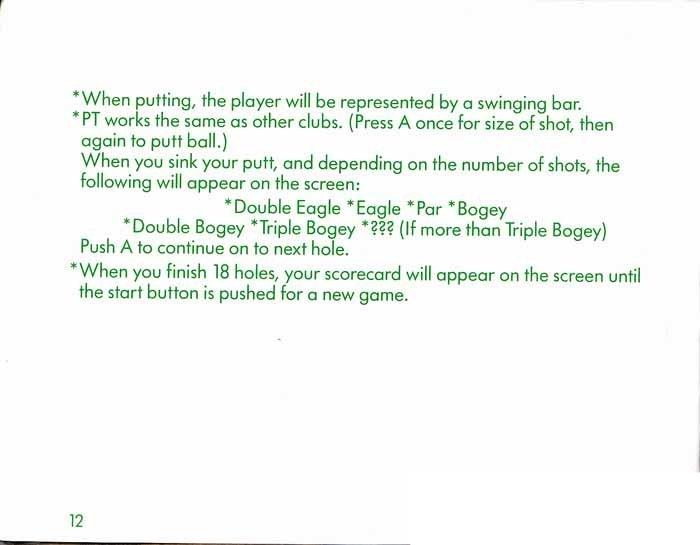 *When putting, the player will be represented by a swinging bar.
*PT works the same as other clubs. (Press A once for size of shot, then
again to putt ball.)
When you sink your putt, and depending on the number of shots, the
following will appear on the screen:
*Double Eagle *Eagle *Par *Bogey
*Double Bogey *Triple Bogey *??? (If more than Triple Bogey)
Push A to continue on to next hole.
*When you finish 18 holes, your scorecard will appear on the screen until
the start button is pushed for a new game.
12